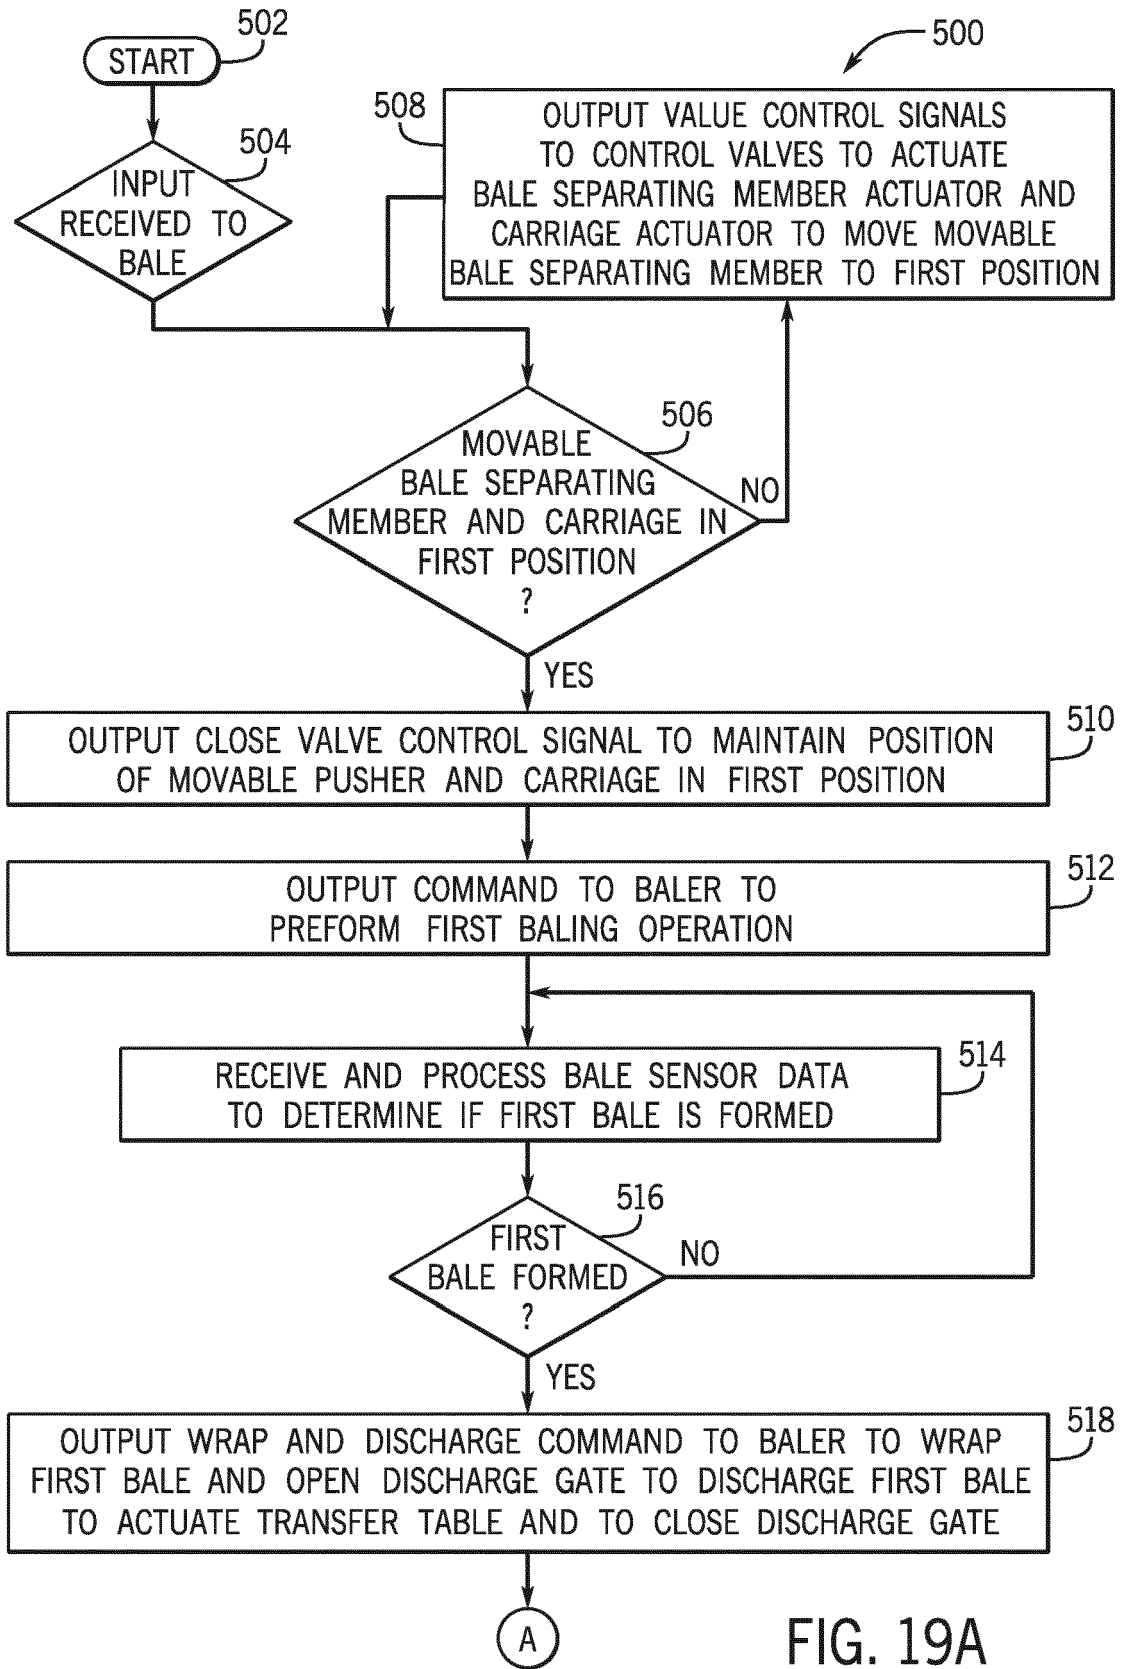 502
START
500
504
INPUT
RECEIVED TO
BALE
508
OUTPUT VALUE CONTROL SIGNALS
TO CONTROL VALVES TO ACTUATE
BALE SEPARATING MEMBER ACTUATOR AND
CARRIAGE ACTUATOR TO MOVE MOVABLE
BALE SEPARATING MEMBER TO FIRST POSITION
506
MOVABLE
BALE SEPARATING
MEMBER AND CARRIAGE IN
FIRST POSITION
?
NO
YES
510
OUTPUT CLOSE VALVE CONTROL SIGNAL TO MAINTAIN POSITION
OF MOVABLE PUSHER AND CARRIAGE IN FIRST POSITION
512
OUTPUT COMMAND TO BALER TO
PREFORM FIRST BALING OPERATION
514
RECEIVE AND PROCESS BALE SENSOR DATA
TO DETERMINE IF FIRST BALE IS FORMED
516
FIRST
BALE FORMED
?
NO
YES
518
OUTPUT WRAP AND DISCHARGE COMMAND TO BALER TO WRAP
FIRST BALE AND OPEN DISCHARGE GATE TO DISCHARGE FIRST BALE
TO ACTUATE TRANSFER TABLE AND TO CLOSE DISCHARGE GATE
A
FIG. 19A